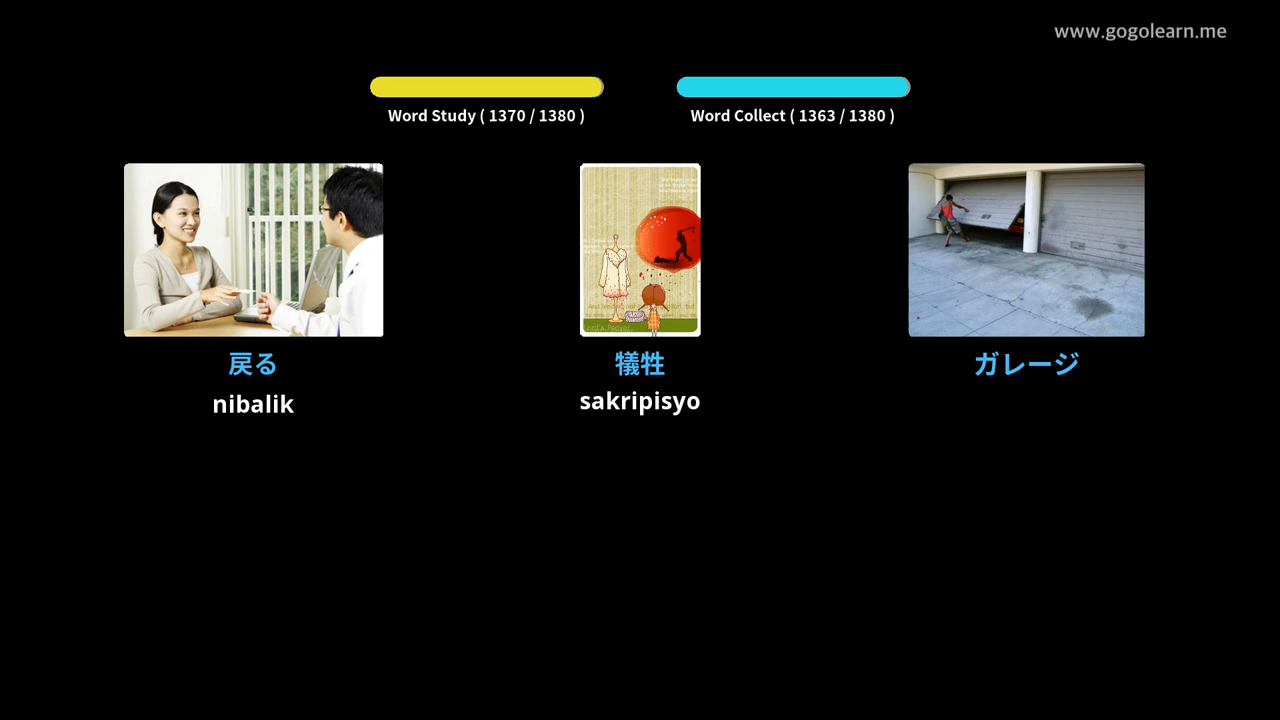 www.gogolearn.me
Word Study ( 1370 / 1380 )
Word Collect ( 1363 / 1380 )
戻る
犠牲
ガレージ
nibalik
sakripisyo